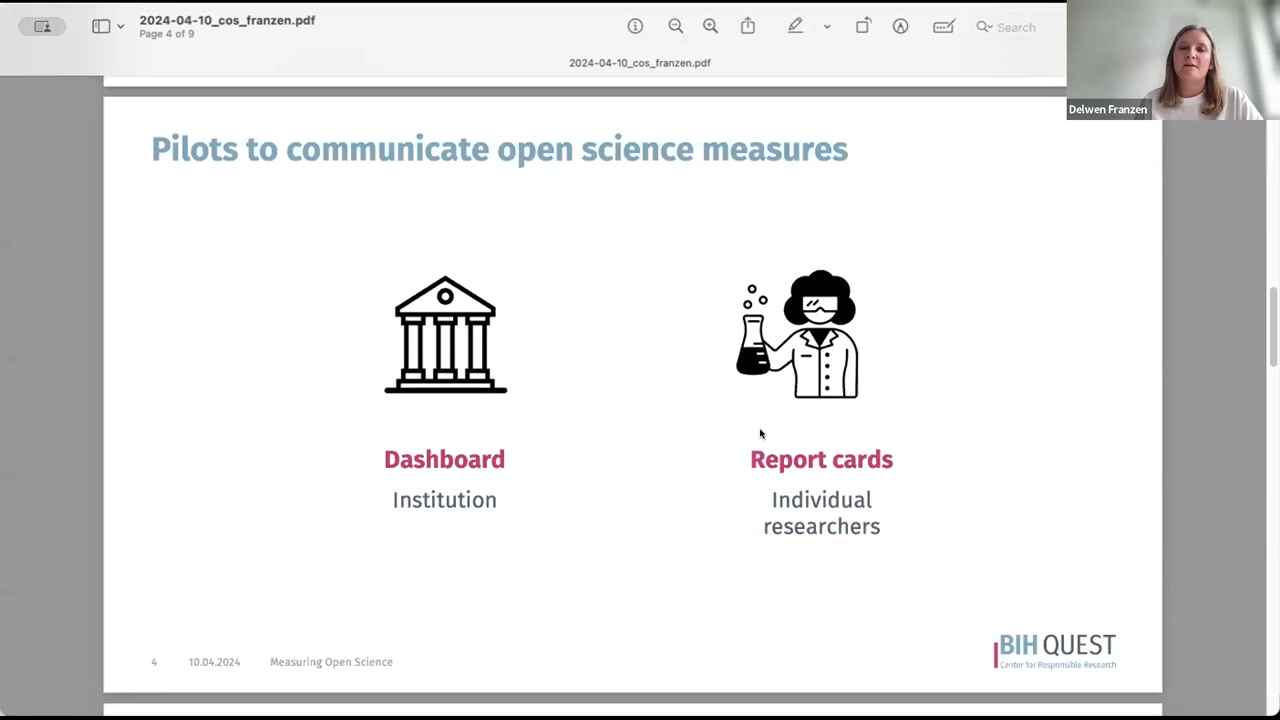 2024-04-10_cos_franzen.pdf
Page 4 of 9
Search
2024-04-10_cos_franzen.pdf
Delwen Franzen
Pilots to communicate open science measures
Dashboard
Institution
Report cards
Individual
researchers
4 10.04.2024 Measuring Open Science
BIH QUEST
Center for Responsible Research